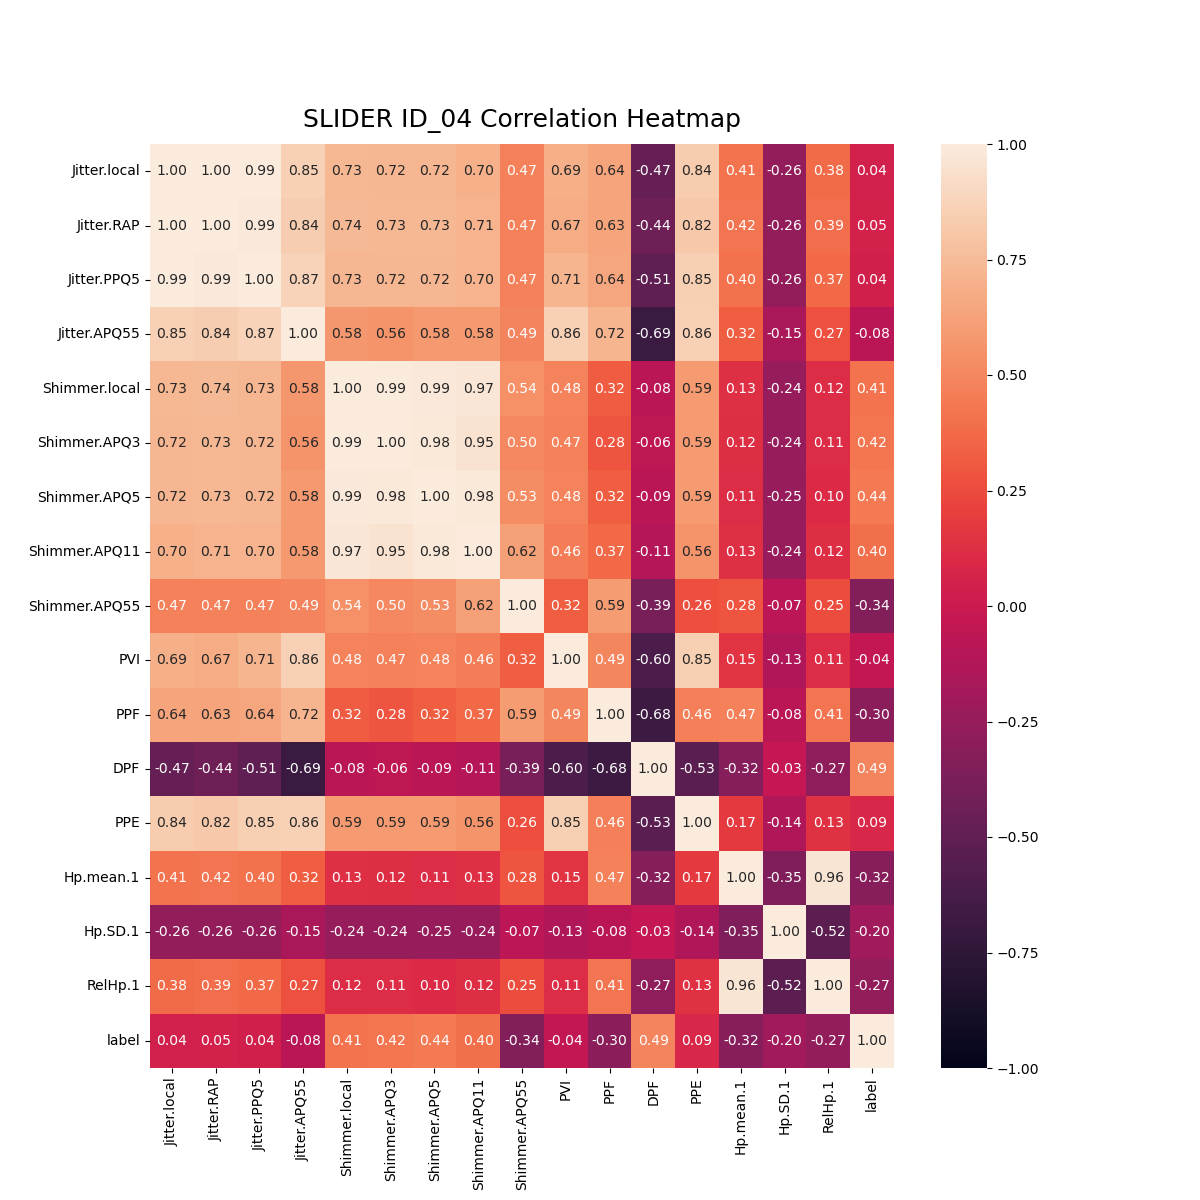 SLIDER ID_04 Correlation Heatmap
Jitter.local 1.00 1.00 0.99 0.85 0.73 0.72 0.72 0.70 0.47 0.69 0.64 -0.47 0.84 0.41 -0.26 0.38 0.04
Jitter.RAP 1.00 1.00 0.99 0.84 0.74 0.73 0.73 0.71 0.47 0.67 0.63 -0.44 0.82 0.42 -0.26 0.39 0.05
Jitter.PPQ5 0.99 0.99 1.00 0.87 0.73 0.72 0.72 0.70 0.47 0.71 0.64 -0.51 0.85 0.40 -0.26 0.37 0.04
Jitter.APQ55 0.85 0.84 0.87 1.00 0.58 0.56 0.58 0.58 0.49 0.86 0.72 -0.69 0.86 0.32 -0.15 0.27 -0.08
Shimmer.local 0.73 0.74 0.73 0.58 1.00 0.99 0.99 0.97 0.54 0.48 0.32 -0.08 0.59 0.13 -0.24 0.12 0.41
Shimmer.APQ3 0.72 0.73 0.72 0.56 0.99 1.00 0.98 0.95 0.50 0.47 0.28 -0.06 0.59 0.12 -0.24 0.11 0.42
Shimmer.APQ5 0.72 0.73 0.72 0.58 0.99 0.98 1.00 0.98 0.53 0.48 0.32 -0.09 0.59 0.11 -0.25 0.10 0.44
Shimmer.APQ11 0.70 0.71 0.70 0.58 0.97 0.95 0.98 1.00 0.62 0.46 0.37 -0.11 0.56 0.13 -0.24 0.12 0.40
Shimmer.APQ55 0.47 0.47 0.47 0.49 0.54 0.50 0.53 0.62 1.00 0.32 0.59 -0.39 0.26 0.28 -0.07 0.25 -0.34
PVI 0.69 0.67 0.71 0.86 0.48 0.47 0.48 0.46 0.32 1.00 0.49 -0.60 0.85 0.15 -0.13 0.11 -0.04
PPF 0.64 0.63 0.64 0.72 0.32 0.28 0.32 0.37 0.59 0.49 1.00 -0.68 0.46 0.47 -0.08 0.41 -0.30
DPF -0.47 -0.44 -0.51 -0.69 -0.08 -0.06 -0.09 -0.11 -0.39 -0.60 -0.68 1.00 -0.53 -0.32 -0.03 -0.27 0.49
PPE 0.84 0.82 0.85 0.86 0.59 0.59 0.59 0.56 0.26 0.85 0.46 -0.53 1.00 0.17 -0.14 0.13 0.09
Hp.mean.1 0.41 0.42 0.40 0.32 0.13 0.12 0.11 0.13 0.28 0.15 0.47 -0.32 0.17 1.00 -0.35 0.96 -0.32
Hp.SD.1 -0.26 -0.26 -0.26 -0.15 -0.24 -0.24 -0.25 -0.24 -0.07 -0.13 -0.08 -0.03 -0.14 -0.35 1.00 -0.52 -0.20
RelHp.1 0.38 0.39 0.37 0.27 0.12 0.11 0.10 0.12 0.25 0.11 0.41 -0.27 0.13 0.96 -0.52 1.00 -0.27
label 0.04 0.05 0.04 -0.08 0.41 0.42 0.44 0.40 -0.34 -0.04 -0.30 0.49 0.09 -0.32 -0.20 -0.27 1.00
Jitter.local
Jitter.RAP
Jitter.PPQ5
Jitter.APQ55
Shimmer.local
Shimmer.APQ3
Shimmer.APQ5
Shimmer.APQ11
Shimmer.APQ55
PVI
PPF
DPF
PPE
Hp.mean.1
Hp.SD.1
RelHp.1
label
1.00
0.75
0.50
0.25
0.00
−0.25
−0.50
−0.75
−1.00